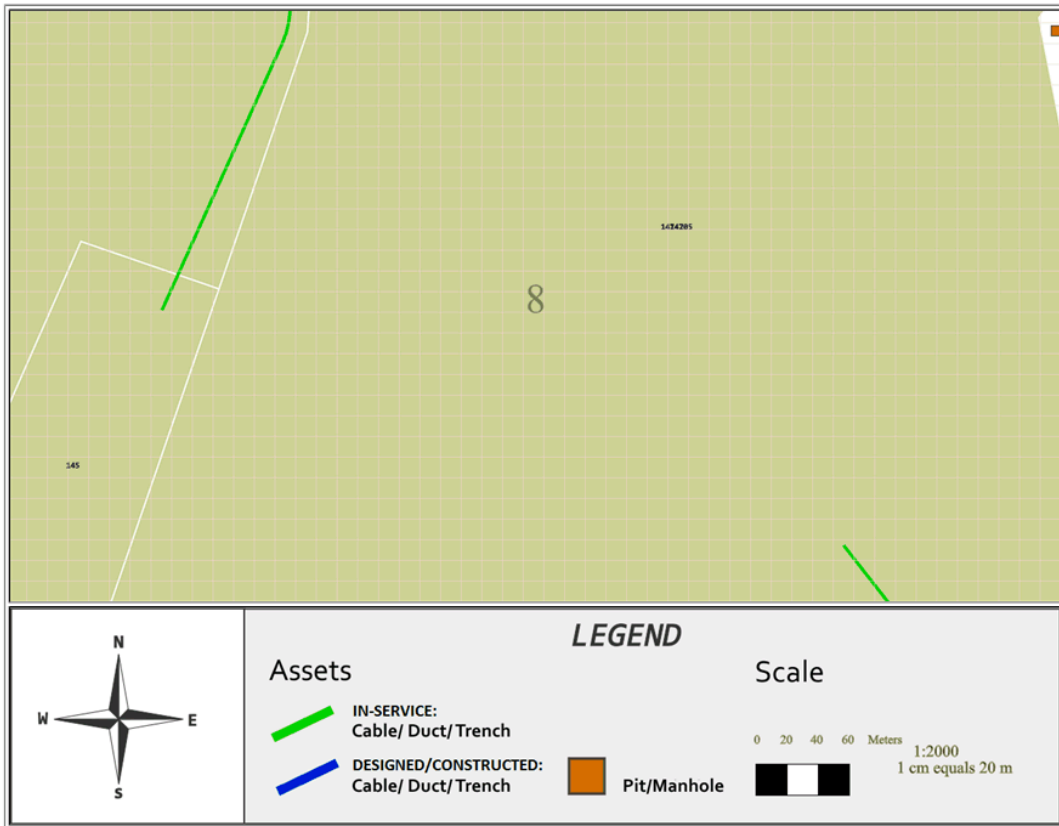 8
145
LEGEND
Assets
Scale
N
W
E
S
IN-SERVICE:
Cable/ Duct/ Trench
DESIGNED/CONSTRUCTED:
Cable/ Duct/ Trench
Pit/Manhole
0 20 40 60 Meters
1:2000
1 cm equals 20 m